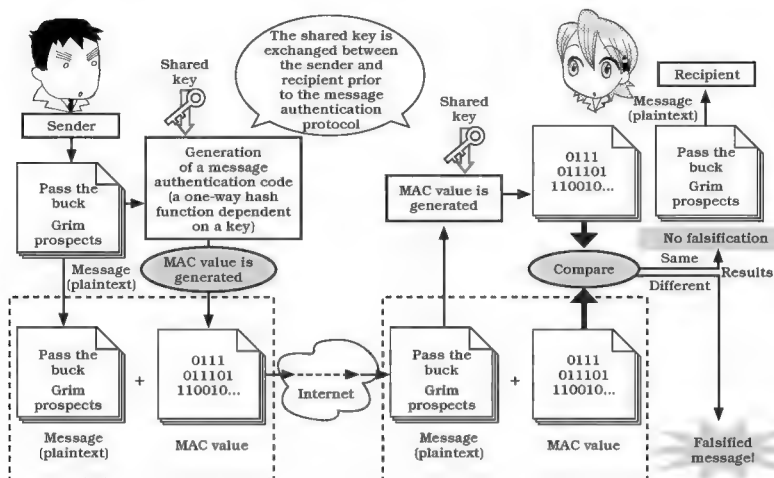 Sender
Shared
key
The shared key is
exchanged between
the sender and
recipient prior
to the message
authentication
protocol
Pass the
buck
Grim
prospects
Generation
of a message
authentication code
(a one-way hash
function dependent
on a key)
Message
(plaintext)
MAC value is
generated
Pass the
buck
Grim
prospects
+
0111
011101
110010...
Message
(plaintext)
MAC value
Internet
Shared
key
MAC value is
generated
0111
011101
110010...
Recipient
Message
(plaintext)
Pass the
buck
Grim
prospects
No falsification
Compare
Same
Different
Results
Pass the
buck
Grim
prospects
+
0111
011101
110010...
Message
(plaintext)
MAC value
Falsified
message!